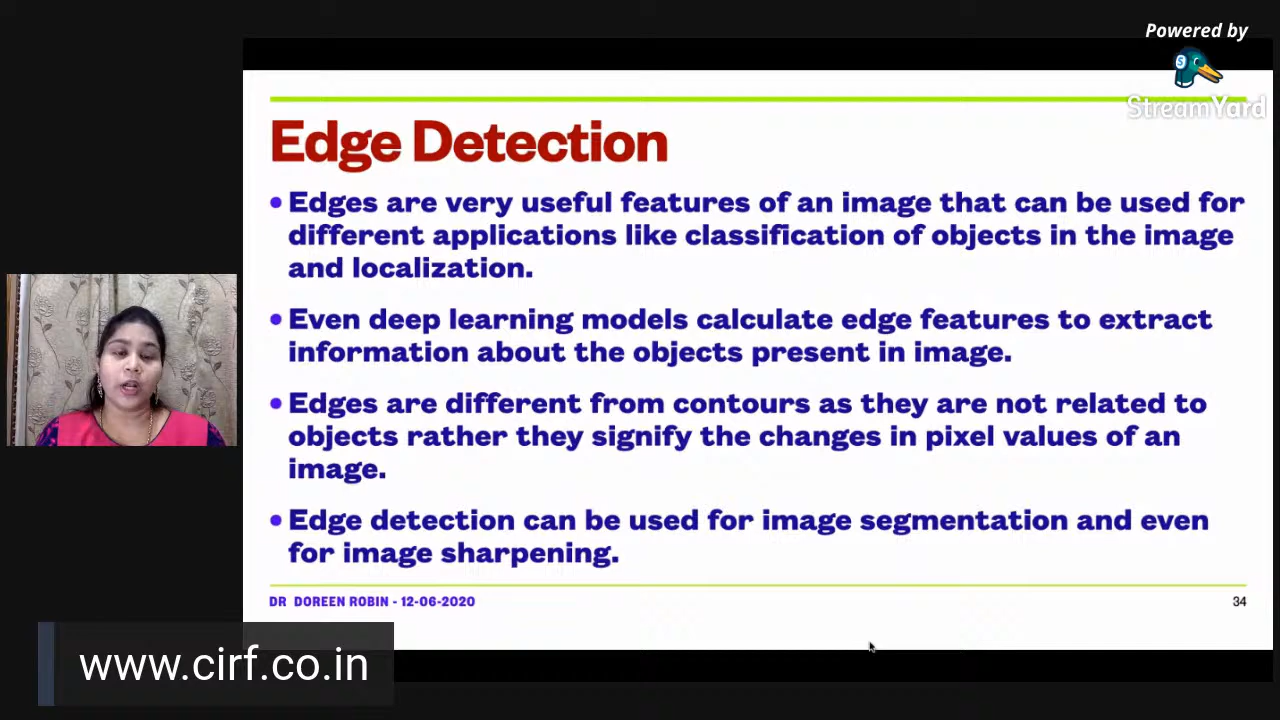 Powered by
StreamYard
Edge Detection
• Edges are very useful features of an image that can be used for
different applications like classification of objects in the image
and localization.
• Even deep learning models calculate edge features to extract
information about the objects present in image.
• Edges are different from contours as they are not related to
objects rather they signify the changes in pixel values of an
image.
• Edge detection can be used for image segmentation and even
for image sharpening.
DR DOREEN ROBIN - 12-06-2020
34
www.cirf.co.in